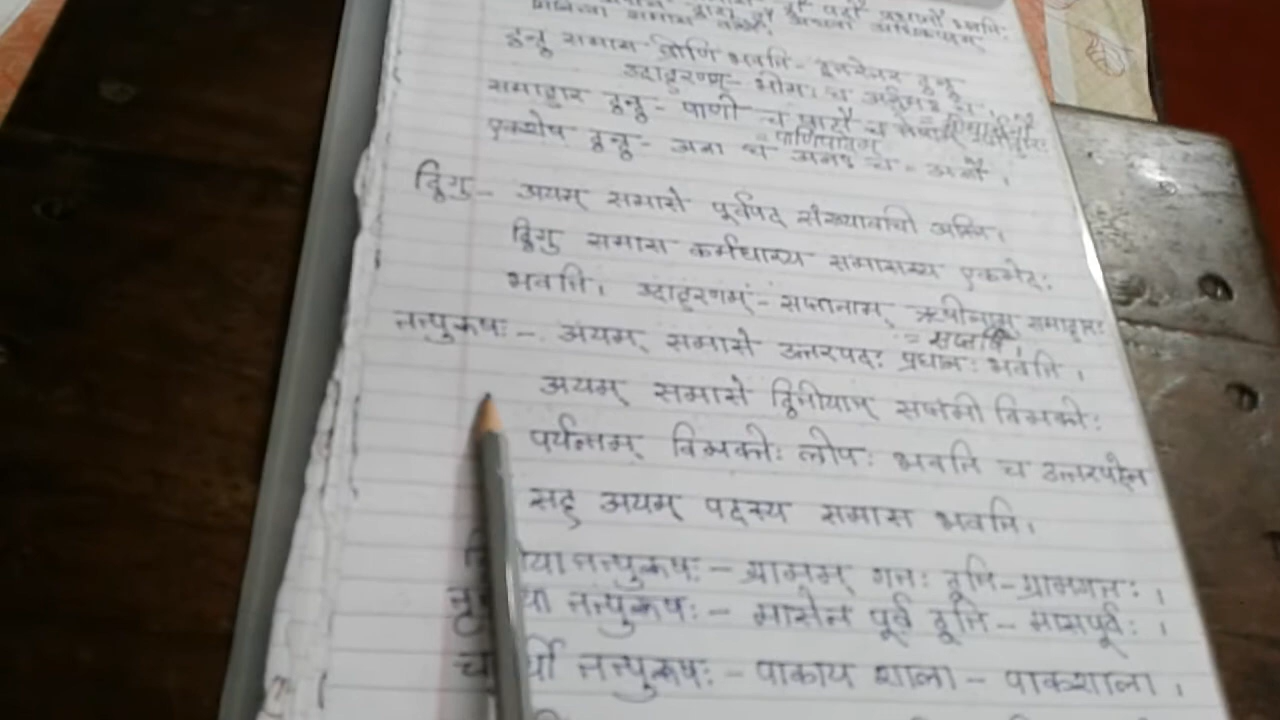 द्वन्द्व समास त्रीणि भवन्ति - इतरेतर द्वन्द्व
उदाहरणम् - भीमः च अर्जुनः च
समाहार द्वन्द्व - पाणी च पादौ च
= पाणिपादम्
एकशेष द्वन्द्व - अजा च अजः च = अजौ ।
द्विगु - अयम् समासे पूर्वपद संख्यावाची अस्ति ।
द्विगु समास कर्मधारय समासस्य एकभेदः
भवति । उदाहरणमं - सप्तानाम् ऋषीणाम् समाहारः
= सप्तर्षि ।
तत्पुरूषः - अयम् समासे उत्तरपदः प्रधानः भवति ।
अयम् समासे द्वितीयात् सप्तमी विभक्तेः
पर्यन्तम् विभक्तेः लोपः भवति च उत्तरपदेन
सह अयम् पदस्य समास भवति ।
तत्पुरूषः - ग्रामम् गतः इति - ग्रामगतः ।
तत्पुरूषः - मासेन पूर्व इति - मासपूर्वः ।
तत्पुरूषः - पाकाय शाला - पाकशाला ।